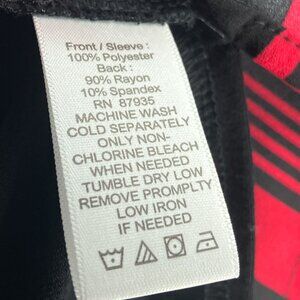 Front / Sleeve :
100% Polyester
Back :
90% Rayon
10% Spandex
RN 87935
MACHINE WASH
COLD SEPARATELY
ONLY NON-
CHLORINE BLEACH
WHEN NEEDED
TUMBLE DRY LOW
REMOVE PROMPTLY
LOW IRON
IF NEEDED